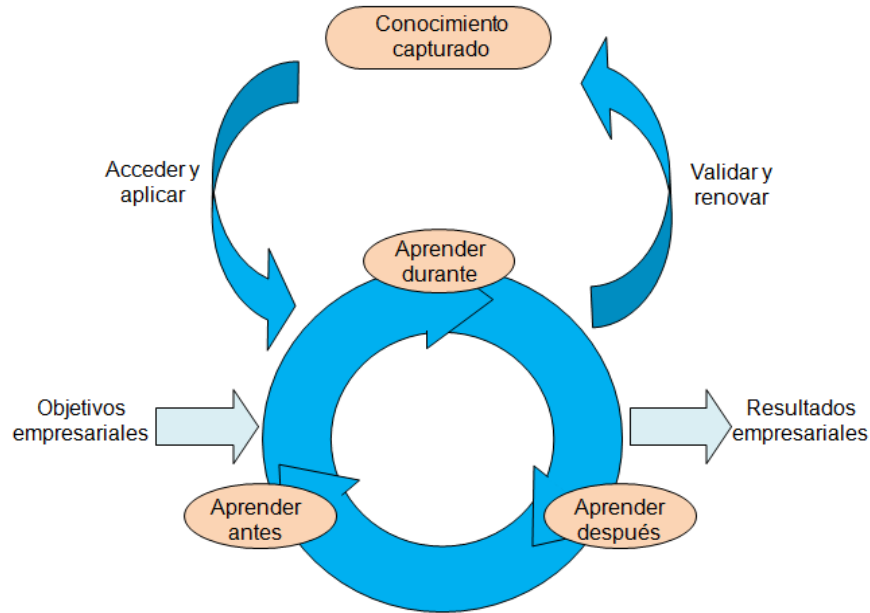 Conocimiento
capturado
Acceder y
aplicar
Validar y
renovar
Aprender
durante
Objetivos
empresariales
Resultados
empresariales
Aprender
antes
Aprender
después